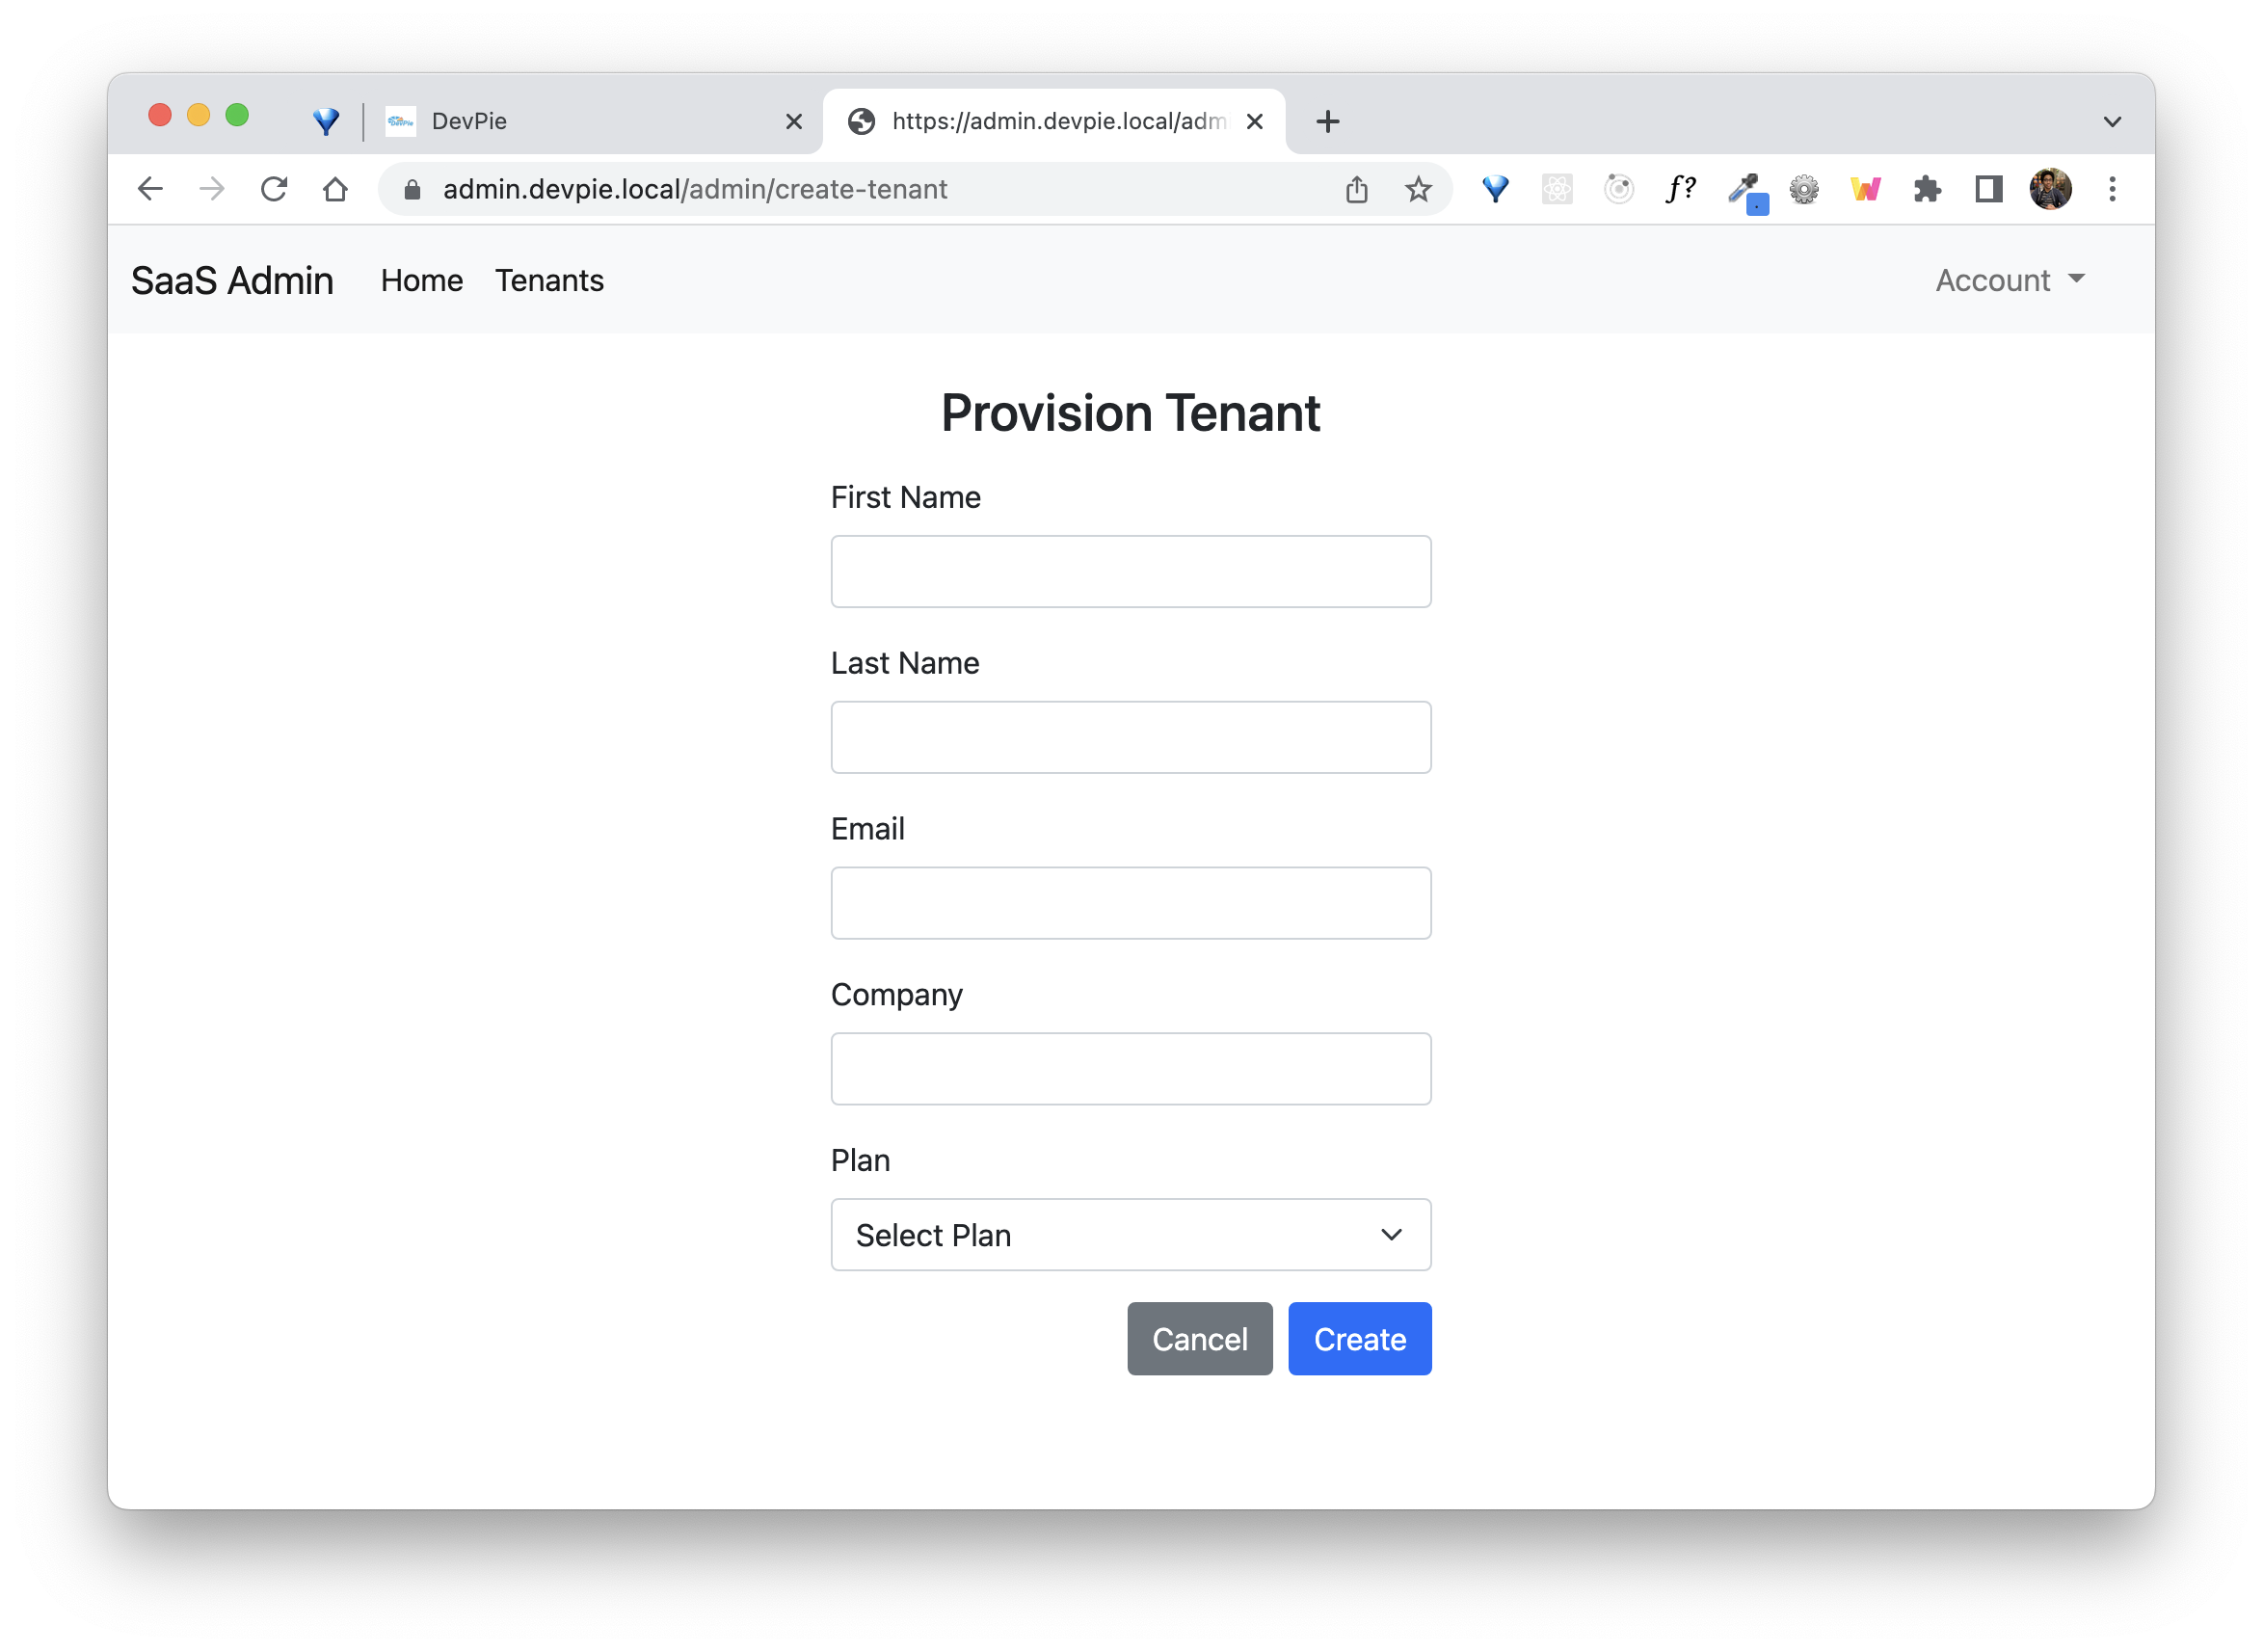 DevPie
https://admin.devpie.local/adm
admin.devpie.local/admin/create-tenant
f?
SaaS Admin
Home
Tenants
Account
Provision Tenant
First Name
Last Name
Email
Company
Plan
Select Plan
Cancel
Create